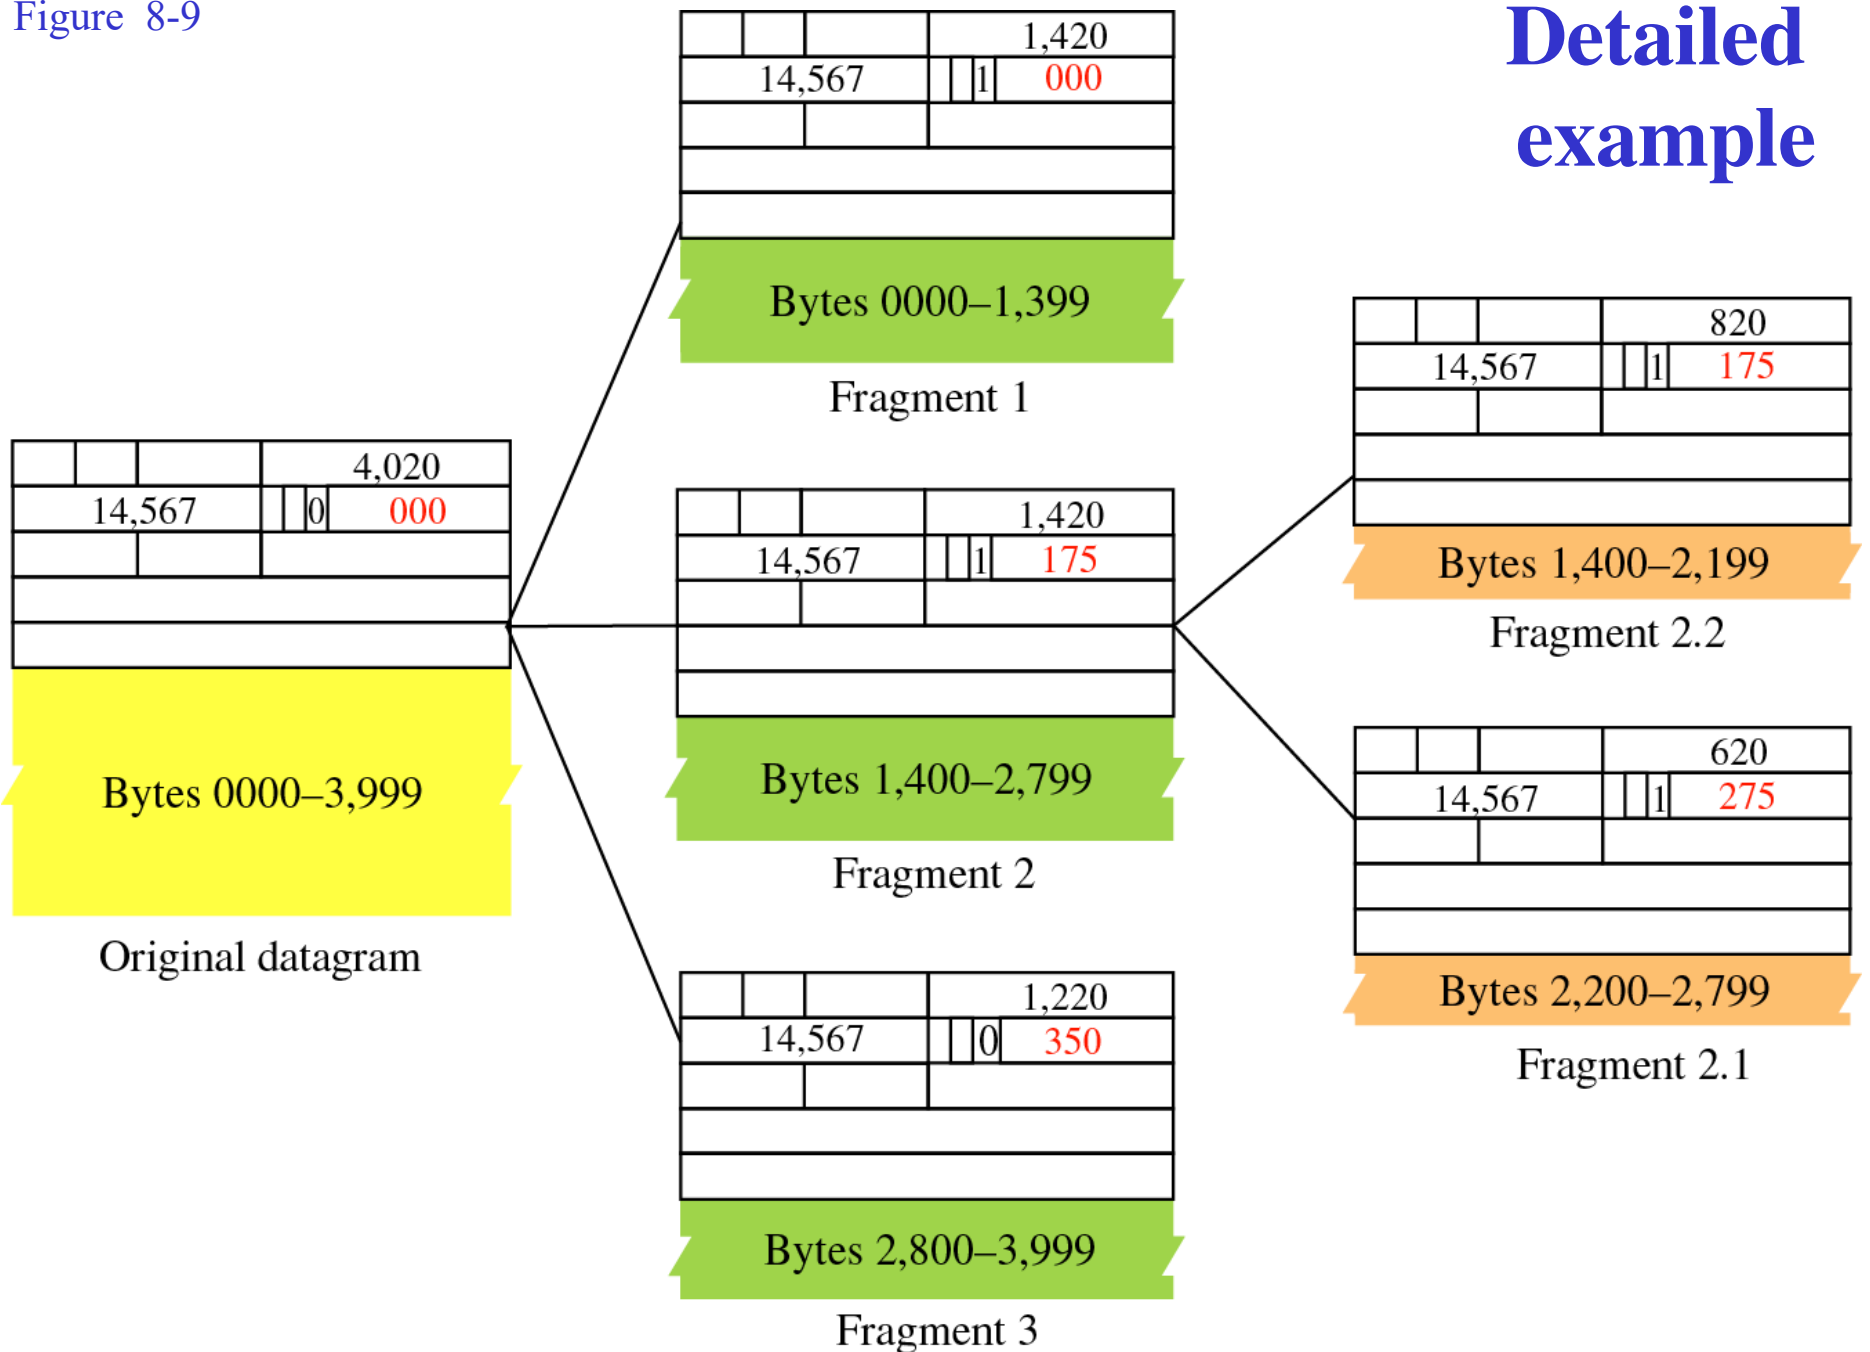 Figure 8-9
Detailed
example
4,020
14,567 0 000
Bytes 0000–3,999
Original datagram
1,420
14,567 1 000
Bytes 0000–1,399
Fragment 1
1,420
14,567 1 175
Bytes 1,400–2,799
Fragment 2
1,220
14,567 0 350
Bytes 2,800–3,999
Fragment 3
820
14,567 1 175
Bytes 1,400–2,199
Fragment 2.2
620
14,567 1 275
Bytes 2,200–2,799
Fragment 2.1